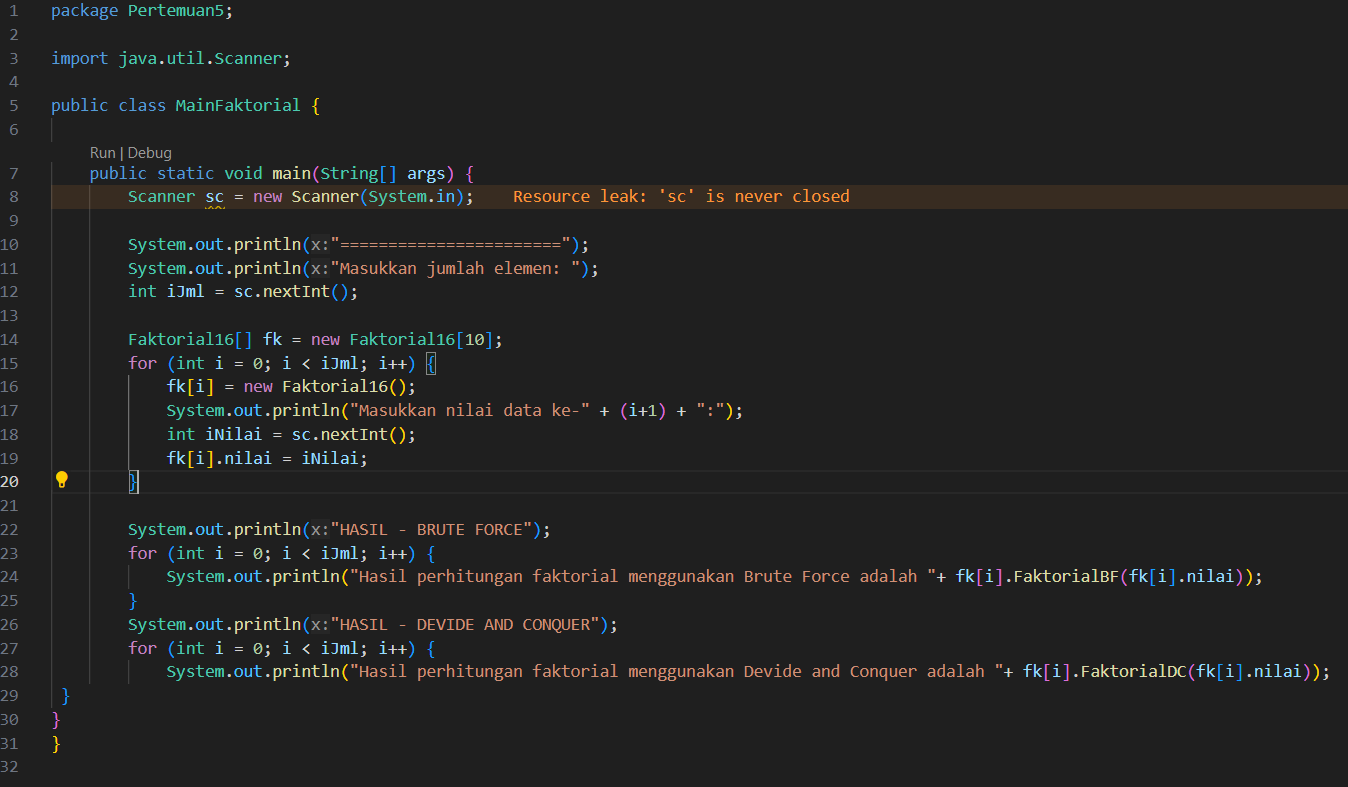 1 package Pertemuan5;
2
3 import java.util.Scanner;
4
5 public class MainFaktorial {
6
Run | Debug
7 public static void main(String[] args) {
8 Scanner sc = new Scanner(System.in); Resource leak: 'sc' is never closed
9
10 System.out.println(x:"=======================");
11 System.out.println(x:"Masukkan jumlah elemen: ");
12 int iJml = sc.nextInt();
13
14 Faktorial16[] fk = new Faktorial16[10];
15 for (int i = 0; i < iJml; i++) {
16 fk[i] = new Faktorial16();
17 System.out.println("Masukkan nilai data ke-" + (i+1) + ":");
18 int iNilai = sc.nextInt();
19 fk[i].nilai = iNilai;
20 }
21
22 System.out.println(x:"HASIL - BRUTE FORCE");
23 for (int i = 0; i < iJml; i++) {
24 System.out.println("Hasil perhitungan faktorial menggunakan Brute Force adalah "+ fk[i].FaktorialBF(fk[i].nilai));
25 }
26 System.out.println(x:"HASIL - DEVIDE AND CONQUER");
27 for (int i = 0; i < iJml; i++) {
28 System.out.println("Hasil perhitungan faktorial menggunakan Devide and Conquer adalah "+ fk[i].FaktorialDC(fk[i].nilai));
29 }
30 }
31 }
32